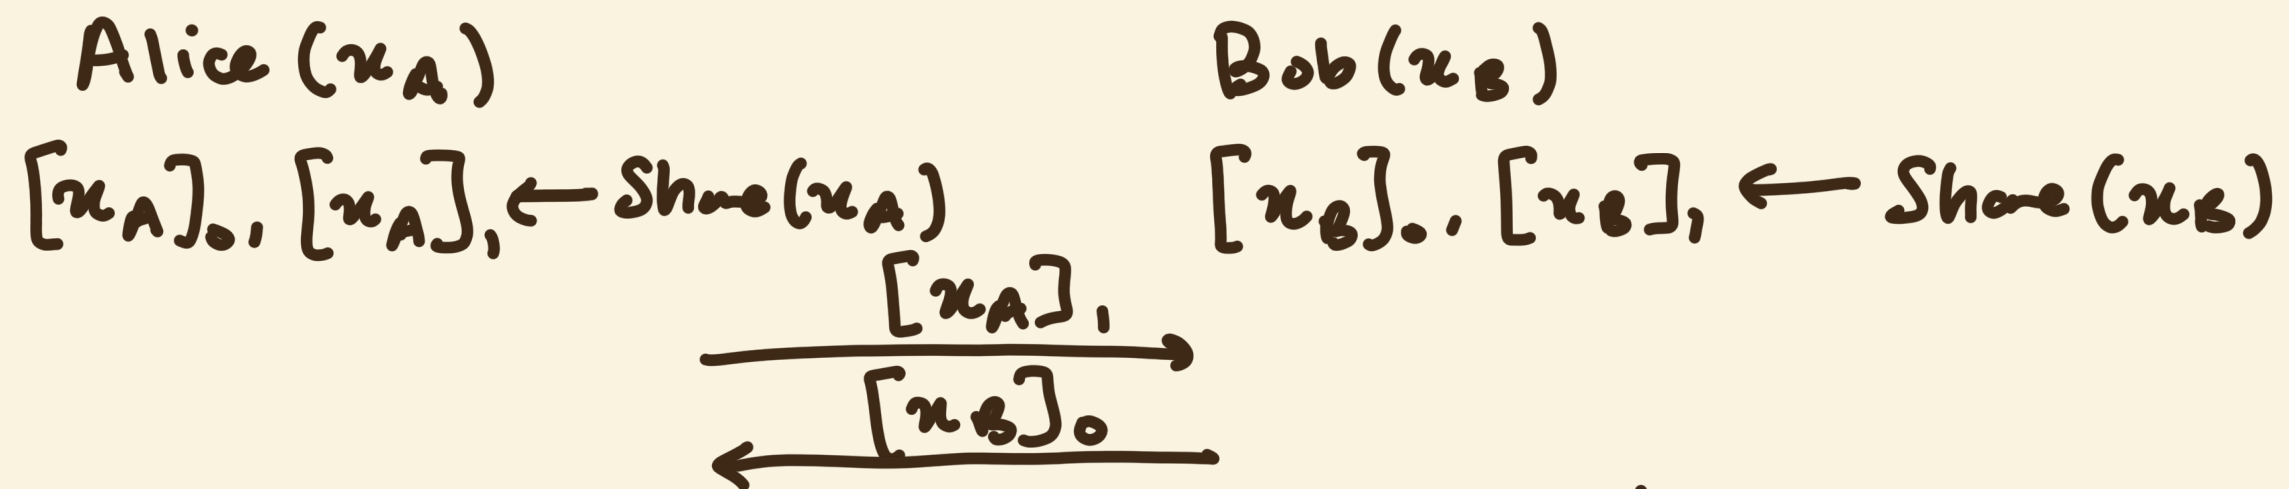 Alice (x_A) Bob (x_B)
[x_A]_0, [x_A]_1 ← Share(x_A) [x_B]_0, [x_B]_1 ← Share(x_B)
[x_A]_1
[x_B]_0